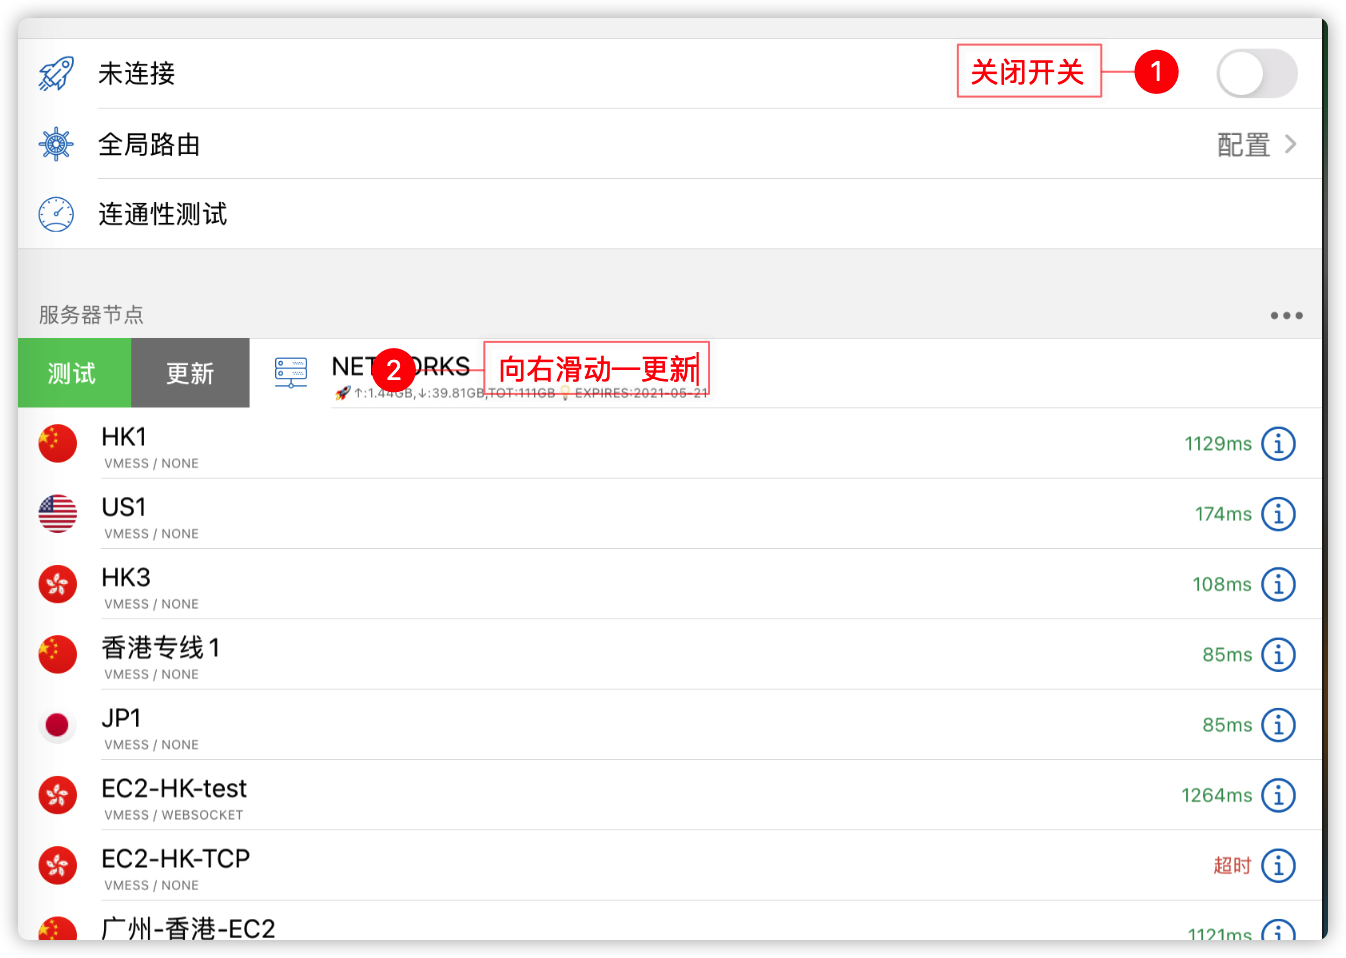 未连接
关闭开关
1
全局路由
配置
连通性测试
服务器节点
测试
更新
2
向右滑动—更新
↑:1.44GB,↓:39.81GB,TOT:111GB EXPIRES:2021-05-21
HK1
VMESS / NONE
1129ms
US1
VMESS / NONE
174ms
HK3
VMESS / NONE
108ms
香港专线1
VMESS / NONE
85ms
JP1
VMESS / NONE
85ms
EC2-HK-test
VMESS / WEBSOCKET
1264ms
EC2-HK-TCP
VMESS / NONE
超时
广州-香港-EC2
1121ms